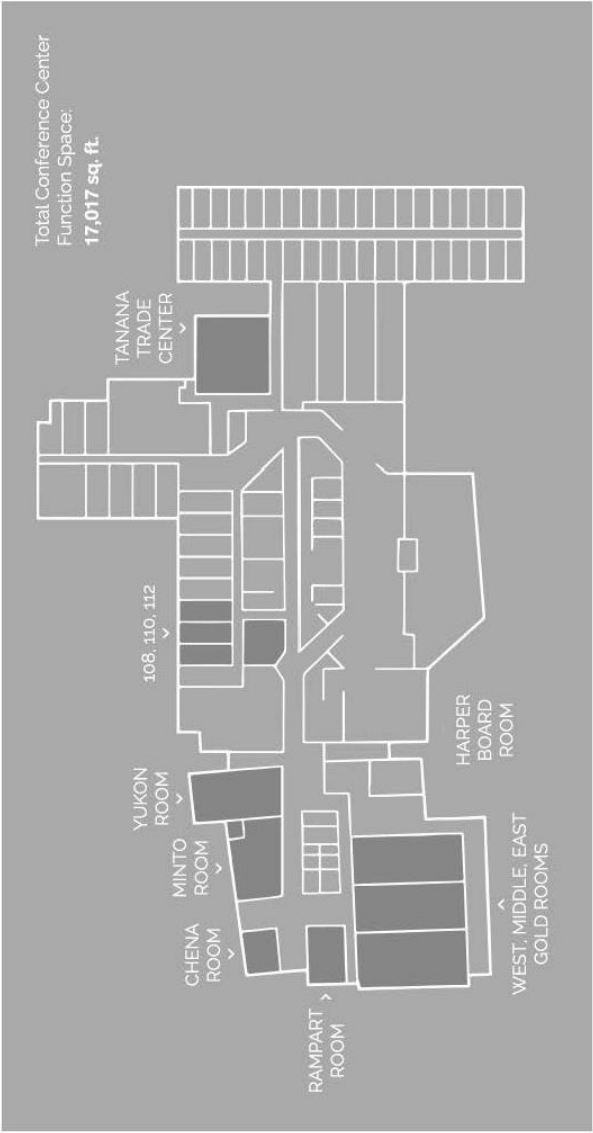 Total Conference Center
Function Space:
17,017 sq. ft.
TANANA
TRADE
CENTER
108, 110, 112
YUKON
ROOM
MINTO
ROOM
CHENA
ROOM
RAMPART
ROOM
WEST, MIDDLE, EAST
GOLD ROOMS
HARPER
BOARD
ROOM